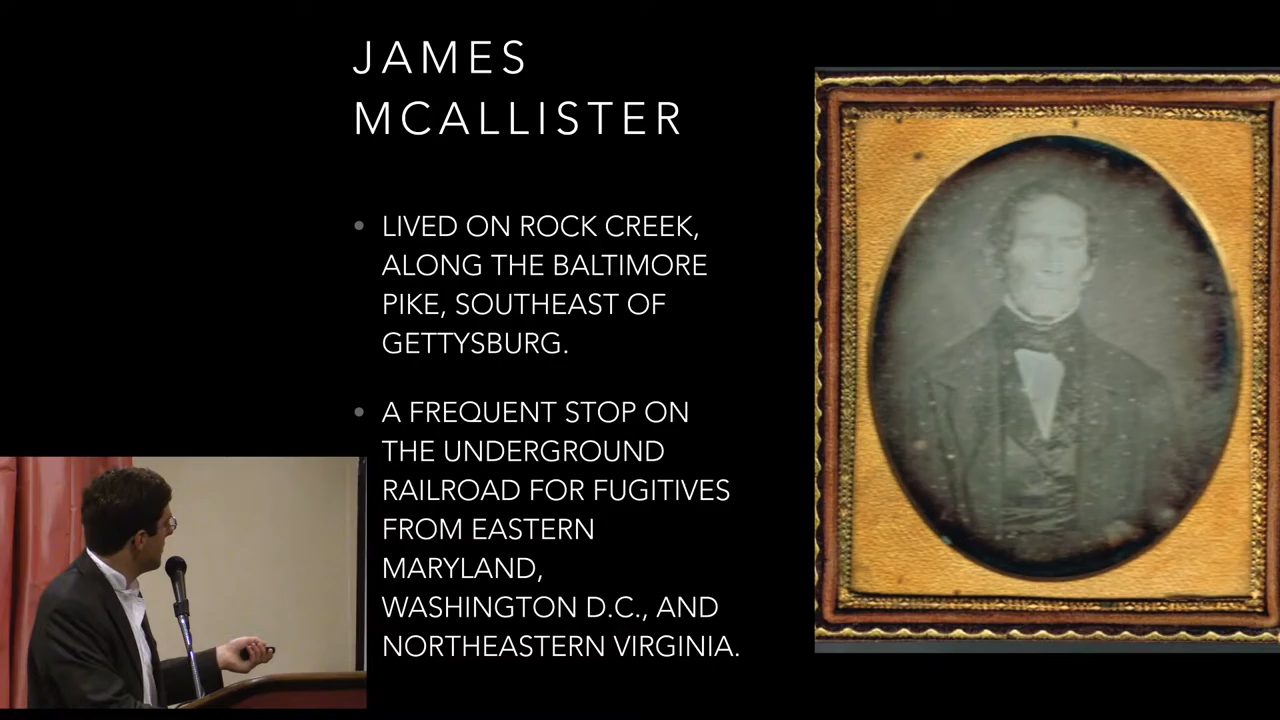 JAMES
MCALLISTER
• LIVED ON ROCK CREEK,
ALONG THE BALTIMORE
PIKE, SOUTHEAST OF
GETTYSBURG.
• A FREQUENT STOP ON
THE UNDERGROUND
RAILROAD FOR FUGITIVES
FROM EASTERN
MARYLAND,
WASHINGTON D.C., AND
NORTHEASTERN VIRGINIA.